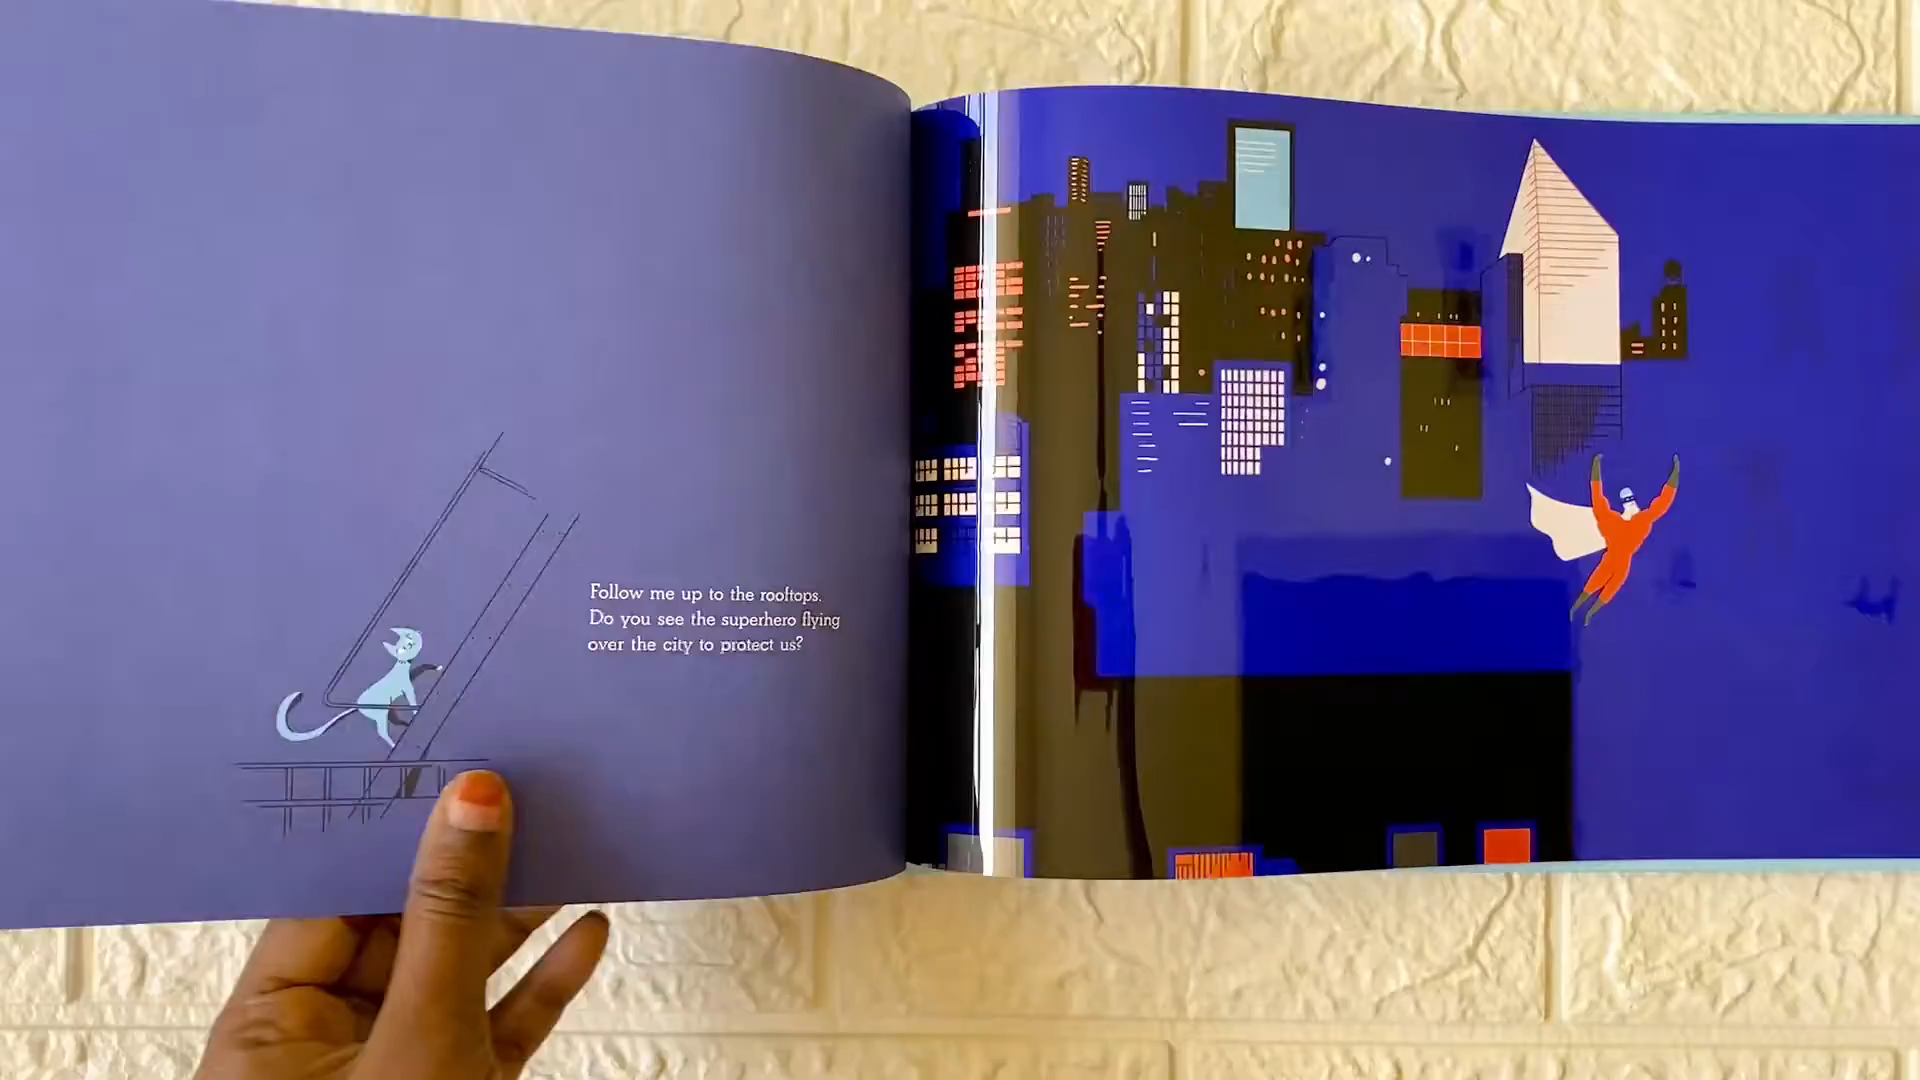 Follow me up to the rooftops.
Do you see the superhero flying
over the city to protect us?